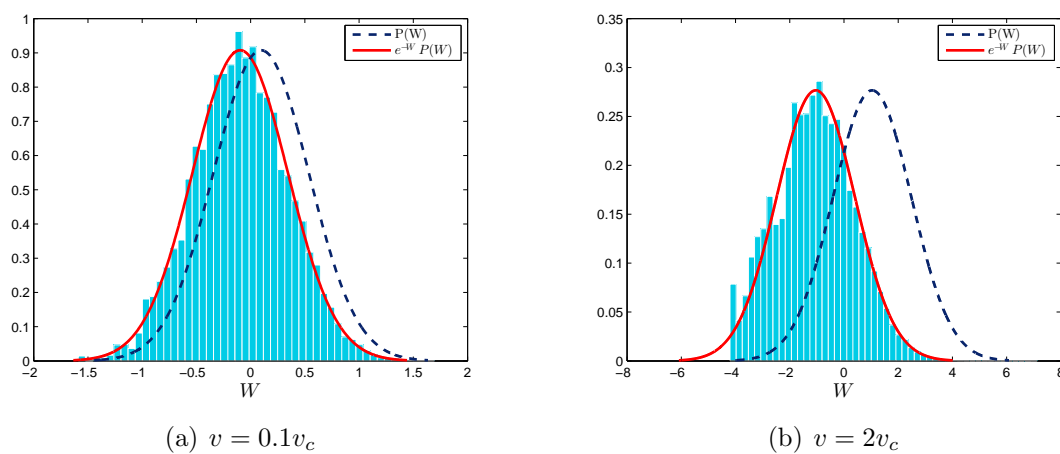 1
0.9
0.8
0.7
0.6
0.5
0.4
0.3
0.2
0.1
0
−2 −1.5 −1 −0.5 0 0.5 1 1.5 2
W
P(W)
e^{-W} P(W)
(a) v = 0.1v_c
0.35
0.3
0.25
0.2
0.15
0.1
0.05
0
−8 −6 −4 −2 0 2 4 6 8
W
P(W)
e^{-W} P(W)
(b) v = 2v_c